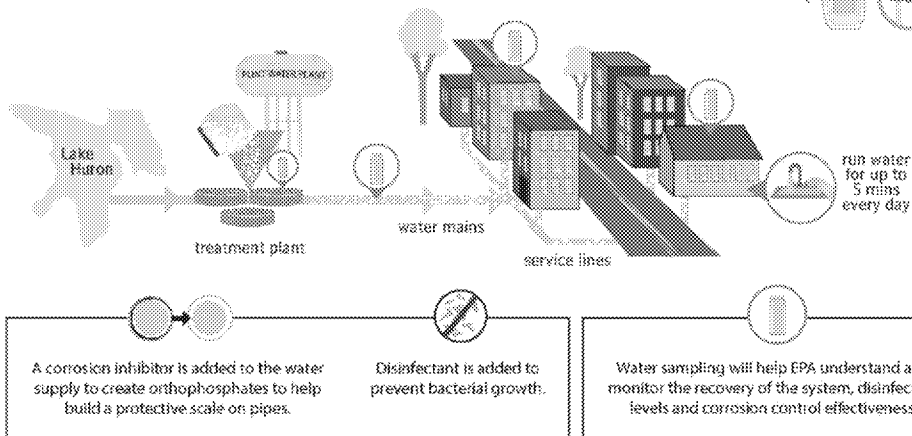 FLINT WATER PLANT
Lake
Huron
treatment plant
water mains
service lines
run water
for up to
5 mins
every day
A corrosion inhibitor is added to the water
supply to create orthophosphates to help
build a protective scale on pipes.
Disinfectant is added to
prevent bacterial growth.
Water sampling will help EPA understand a
monitor the recovery of the system, disinfec
levels and corrosion control effectiveness